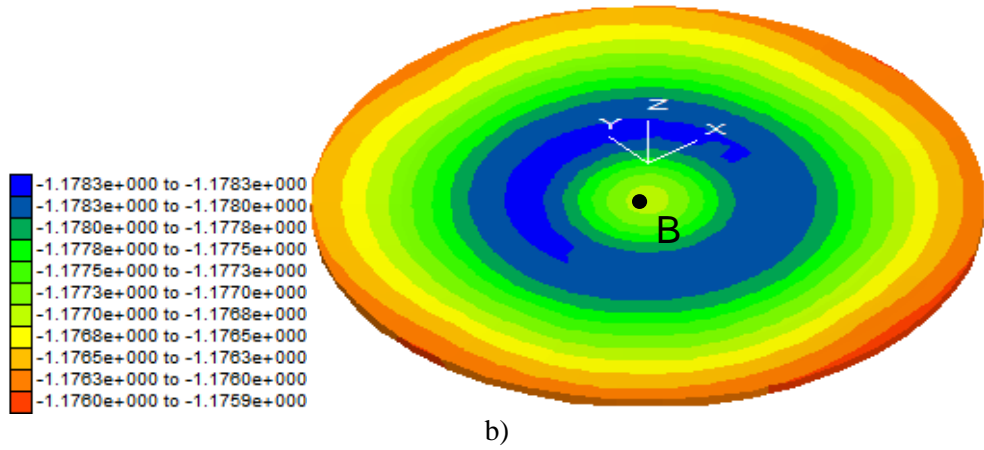 Z
Y
X
-1.1783e+000 to -1.1783e+000
-1.1783e+000 to -1.1780e+000
-1.1780e+000 to -1.1778e+000
-1.1778e+000 to -1.1775e+000
-1.1775e+000 to -1.1773e+000
-1.1773e+000 to -1.1770e+000
-1.1770e+000 to -1.1768e+000
-1.1768e+000 to -1.1765e+000
-1.1765e+000 to -1.1763e+000
-1.1763e+000 to -1.1760e+000
-1.1760e+000 to -1.1759e+000
B
b)